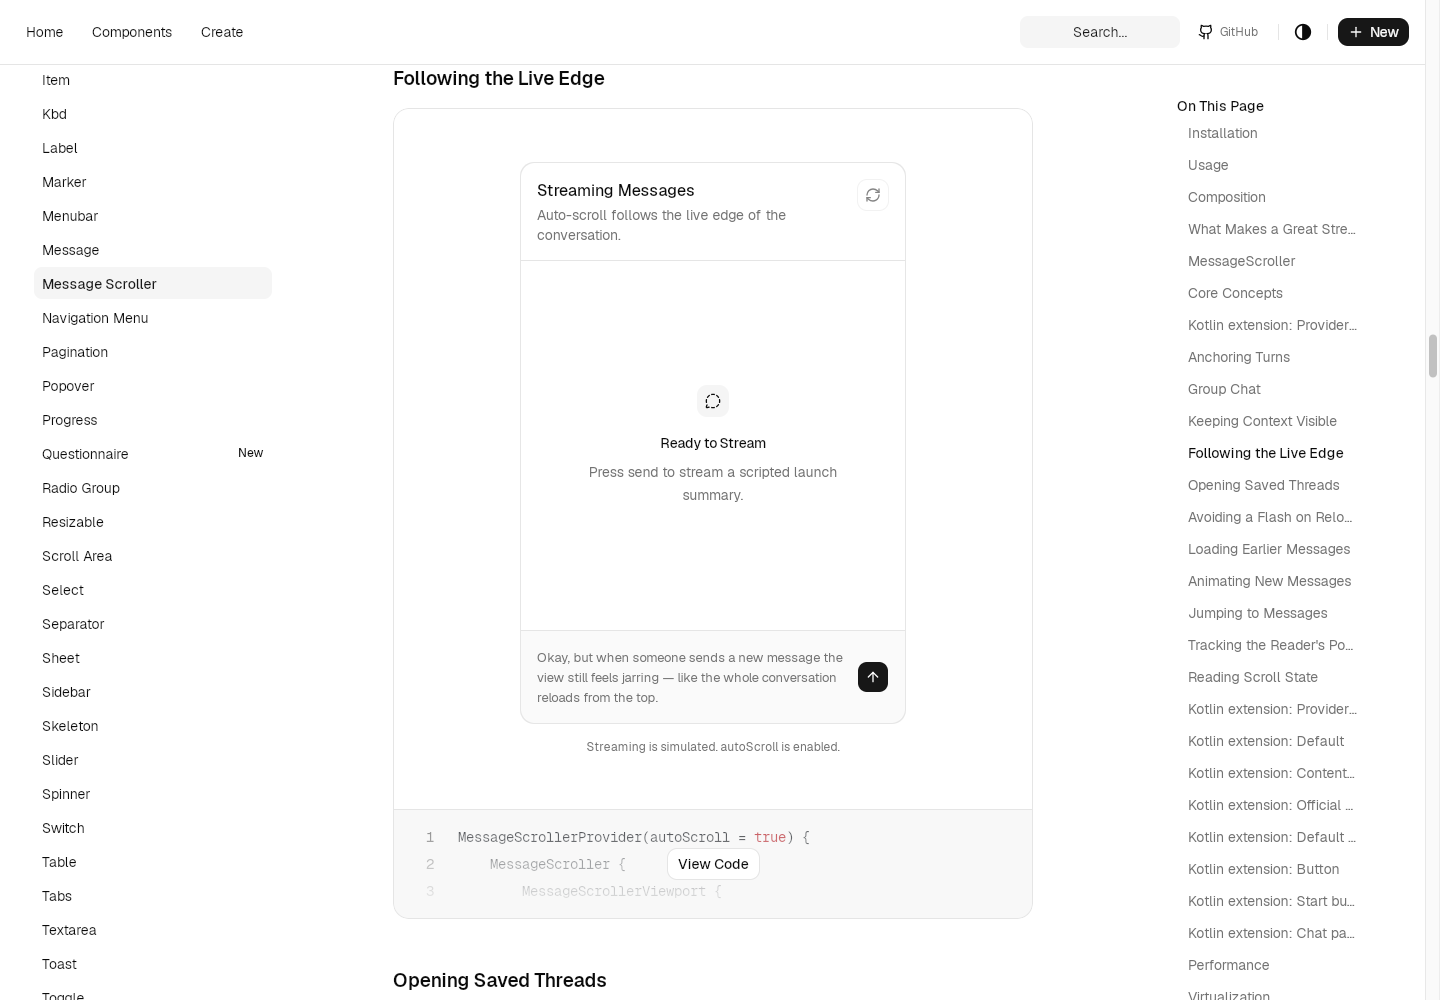 Home
Components
Create
Search...
GitHub
New
Item
Kbd
Label
Marker
Menubar
Message
Message Scroller
Navigation Menu
Pagination
Popover
Progress
Questionnaire New
Radio Group
Resizable
Scroll Area
Select
Separator
Sheet
Sidebar
Skeleton
Slider
Spinner
Switch
Table
Tabs
Textarea
Toast
Toggle
Following the Live Edge
Streaming Messages
Auto-scroll follows the live edge of the
conversation.
Ready to Stream
Press send to stream a scripted launch
summary.
Okay, but when someone sends a new message the
view still feels jarring — like the whole conversation
reloads from the top.
Streaming is simulated. autoScroll is enabled.
1 MessageScrollerProvider(autoScroll = true) {
2 MessageScroller {
View Code
3 MessageScrollerViewport {
Opening Saved Threads
On This Page
Installation
Usage
Composition
What Makes a Great Stre...
MessageScroller
Core Concepts
Kotlin extension: Provider...
Anchoring Turns
Group Chat
Keeping Context Visible
Following the Live Edge
Opening Saved Threads
Avoiding a Flash on Relo...
Loading Earlier Messages
Animating New Messages
Jumping to Messages
Tracking the Reader's Po...
Reading Scroll State
Kotlin extension: Provider...
Kotlin extension: Default
Kotlin extension: Content...
Kotlin extension: Official ...
Kotlin extension: Default ...
Kotlin extension: Button
Kotlin extension: Start bu...
Kotlin extension: Chat pa...
Performance
Virtualization